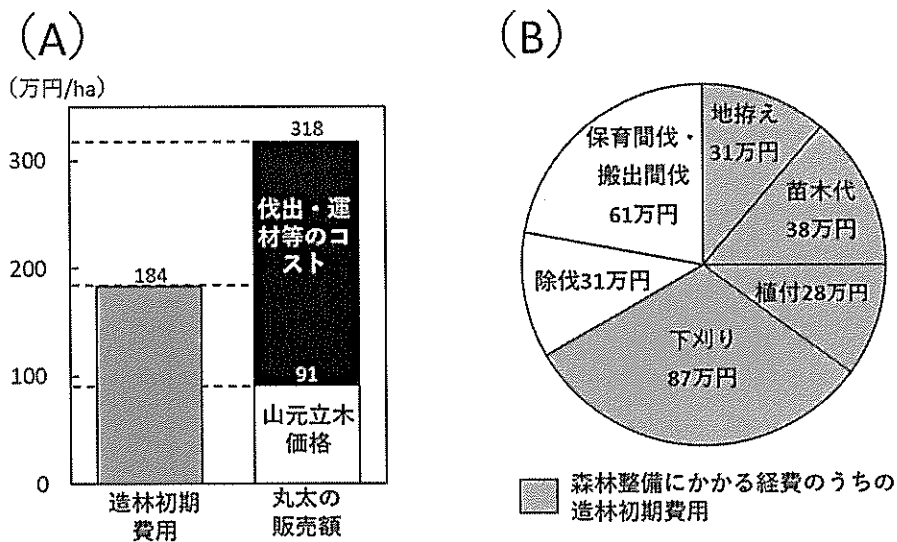 (A)
(万円/ha)
300
200
100
0
184
318
伐出・運
材等のコ
スト
91
山元立木
価格
造林初期
費用
丸太の
販売額
(B)
地拵え
31万円
苗木代
38万円
植付28万円
下刈り
87万円
除伐31万円
保育間伐・
搬出間伐
61万円
森林整備にかかる経費のうちの
造林初期費用